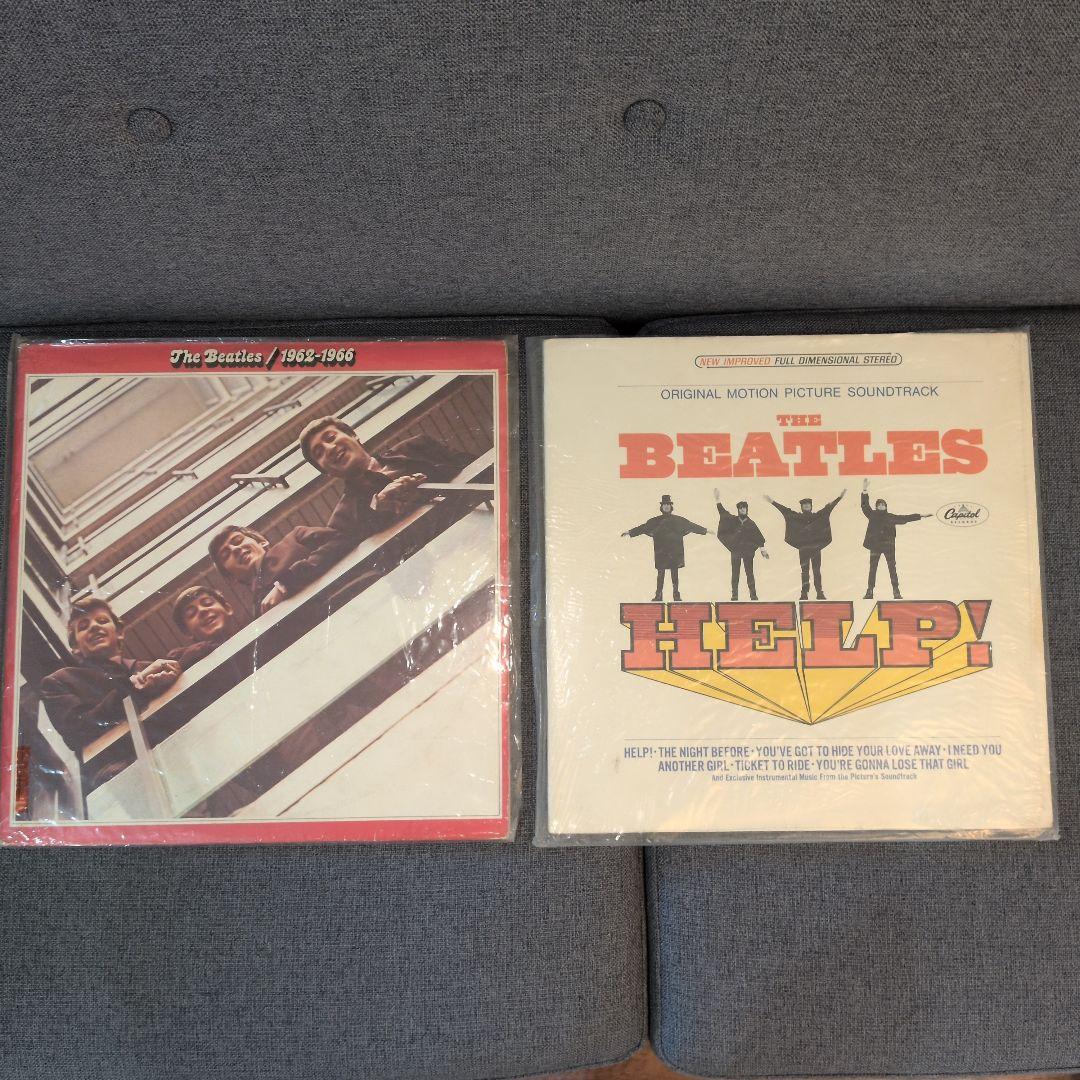 The Beatles / 1962-1966
NEW IMPROVED FULL DIMENSIONAL STEREO
ORIGINAL MOTION PICTURE SOUNDTRACK
THE
BEATLES
Capitol
RECORDS
HELP!
HELP! · THE NIGHT BEFORE · YOU'VE GOT TO HIDE YOUR LOVE AWAY · I NEED YOU
ANOTHER GIRL · TICKET TO RIDE · YOU'RE GONNA LOSE THAT GIRL
And Exclusive Instrumental Music From the Picture's Soundtrack